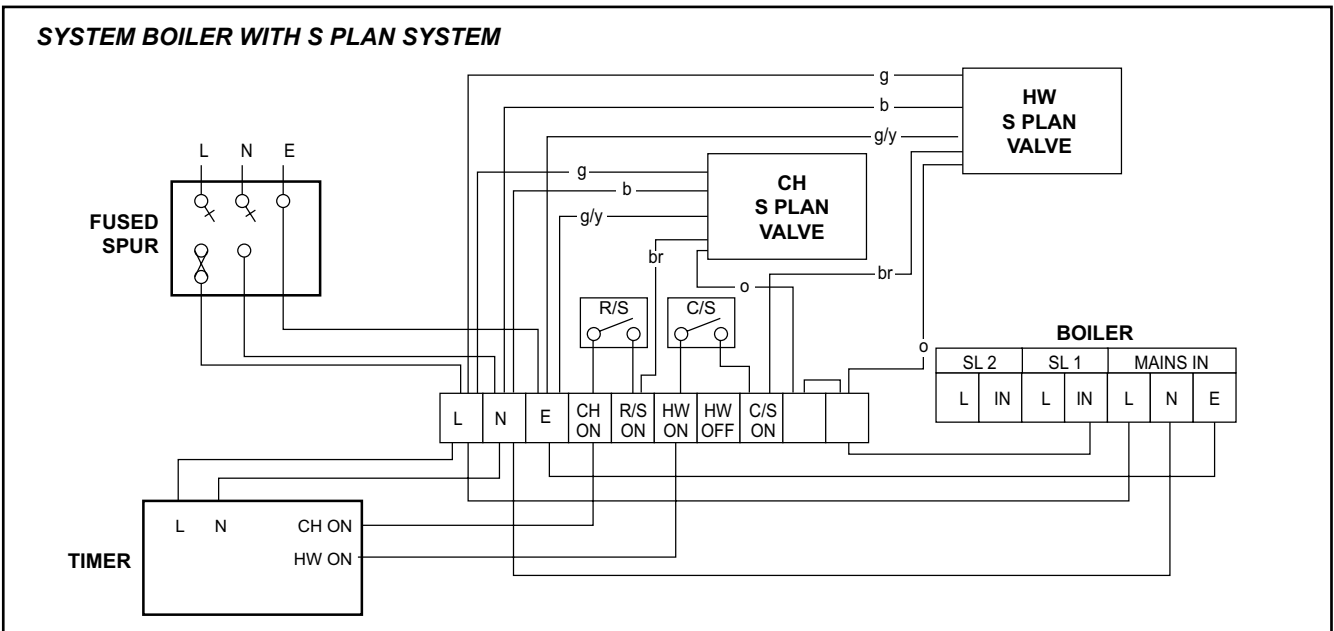 SYSTEM BOILER WITH S PLAN SYSTEM
g
b
g/y
HW
S PLAN
VALVE
L N E
FUSED
SPUR
g
b
g/y
br
o
CH
S PLAN
VALVE
br
o
R/S
C/S
BOILER
SL 2 SL 1 MAINS IN
L IN L IN L N E
L N E CH ON R/S ON HW ON HW OFF C/S ON
TIMER
L N CH ON
HW ON